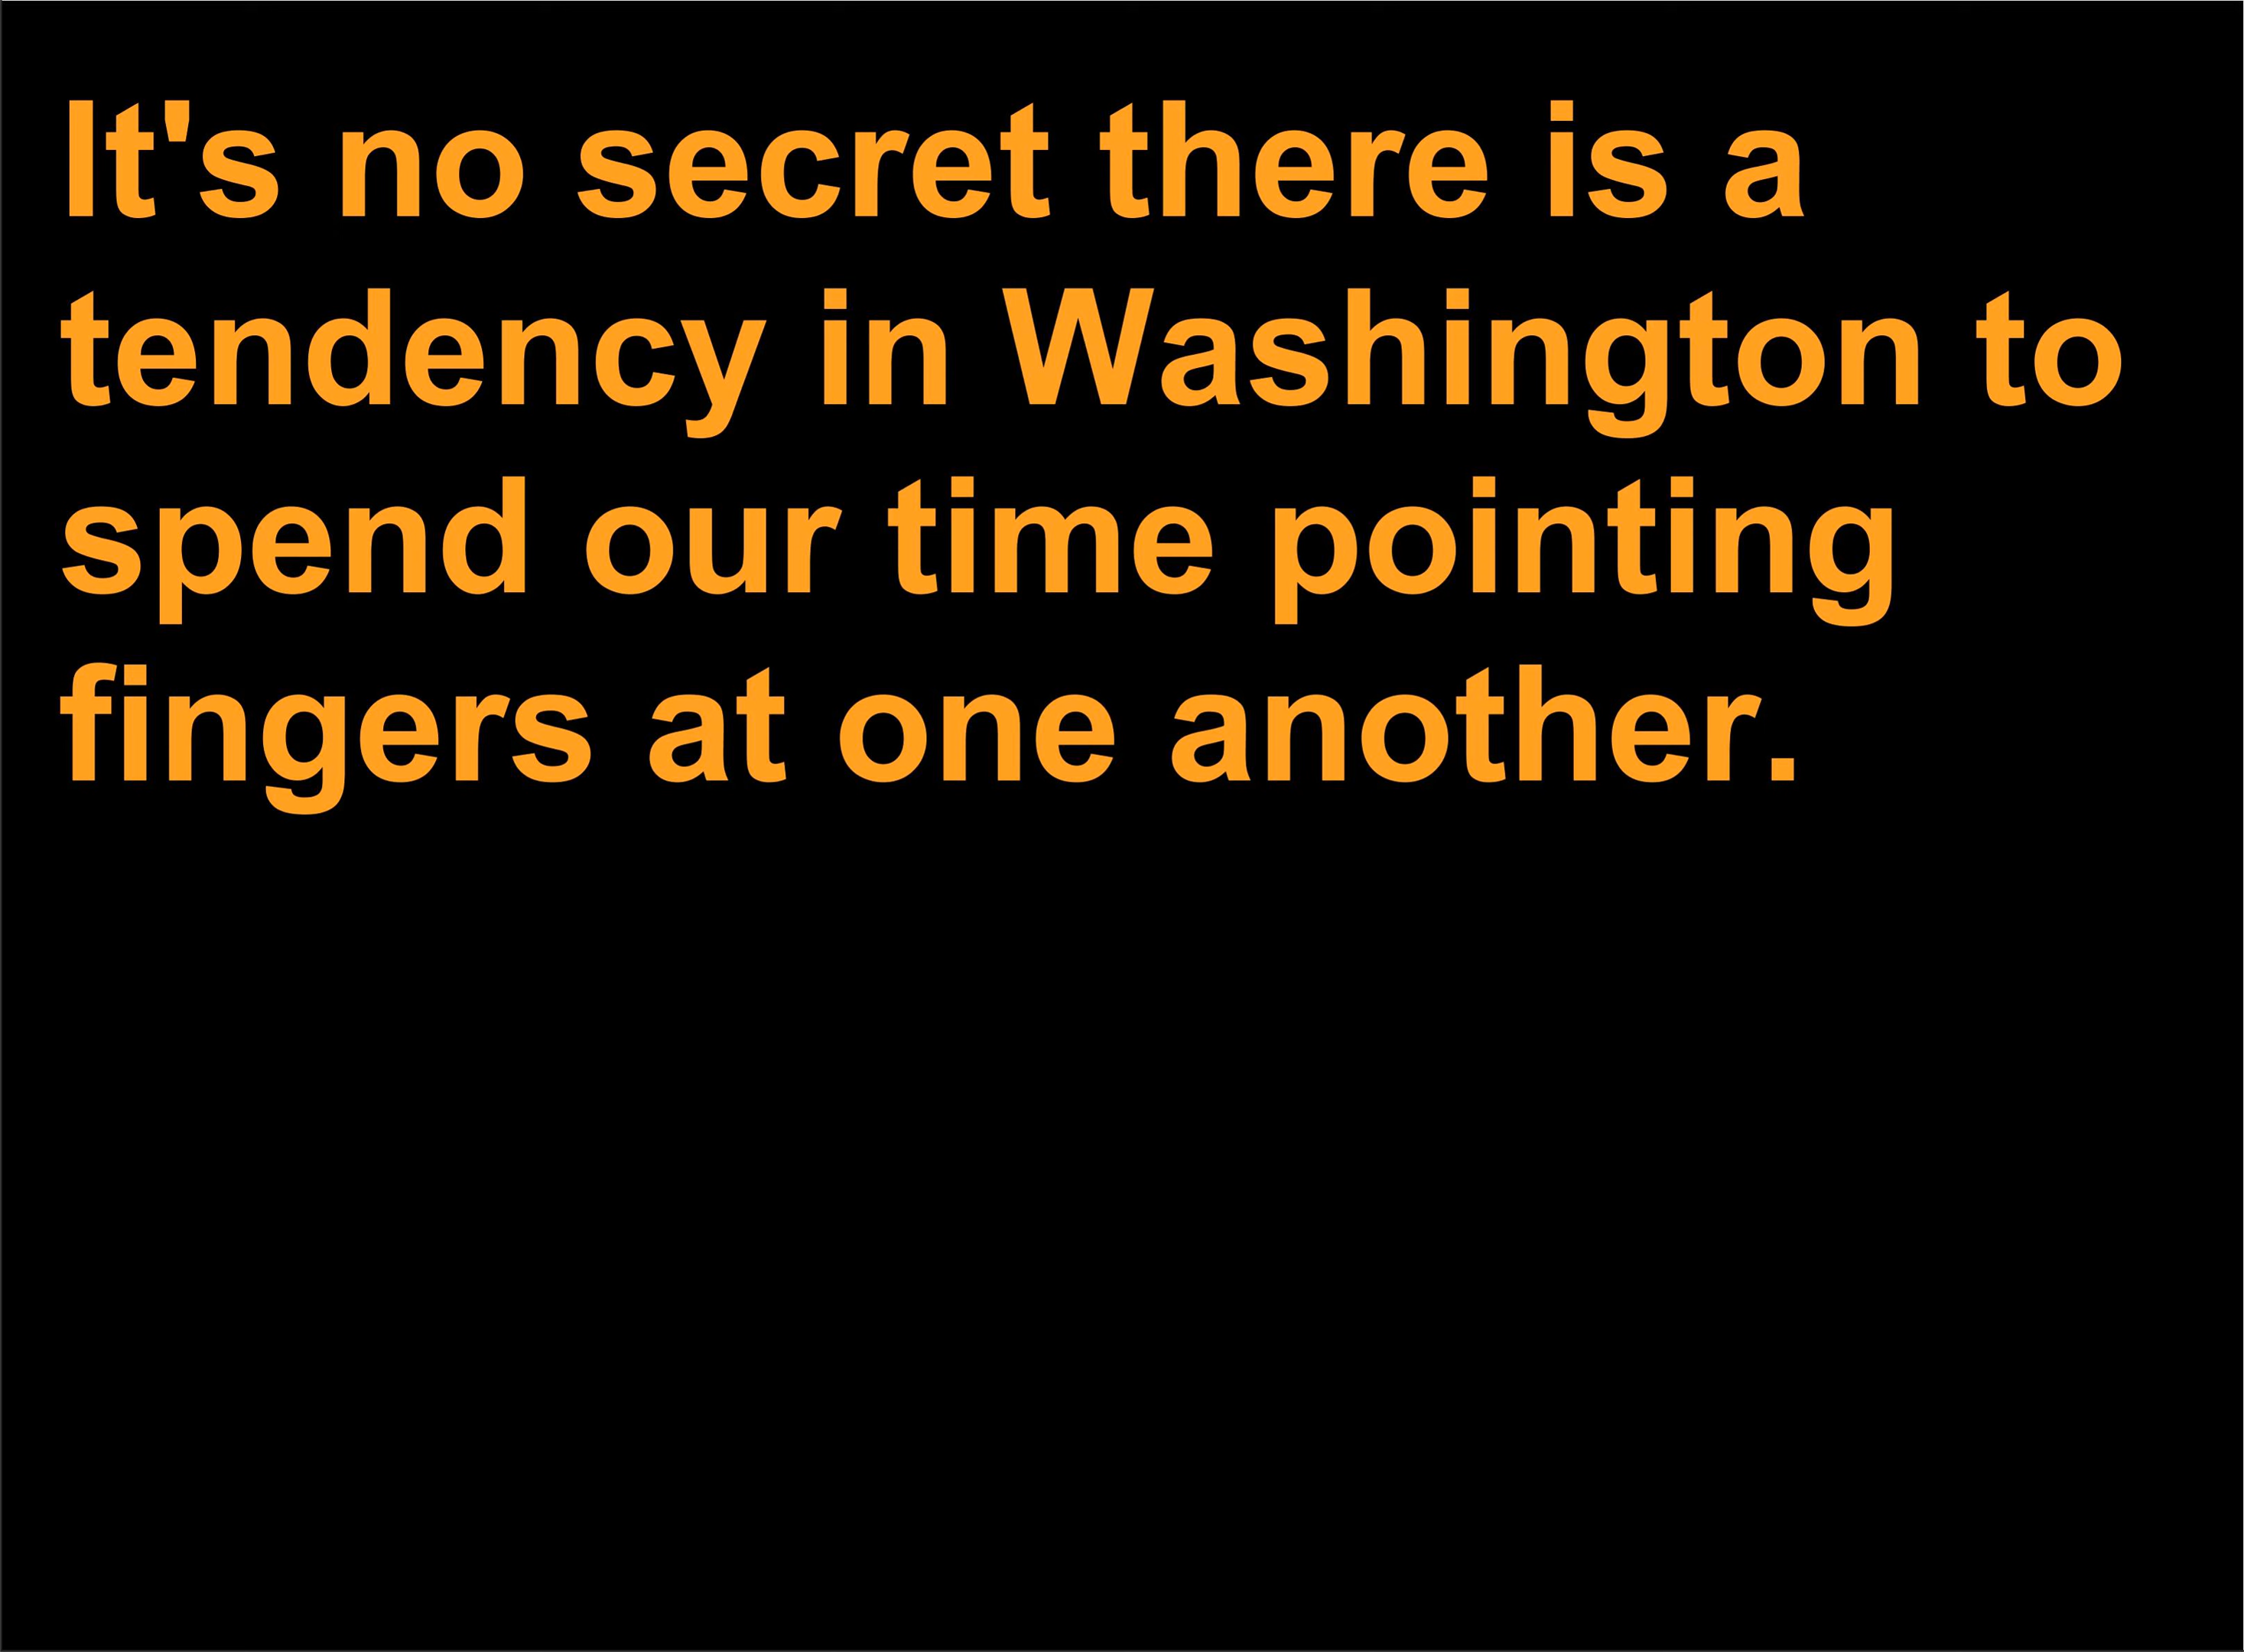 It's no secret there is a
tendency in Washington to
spend our time pointing
fingers at one another.